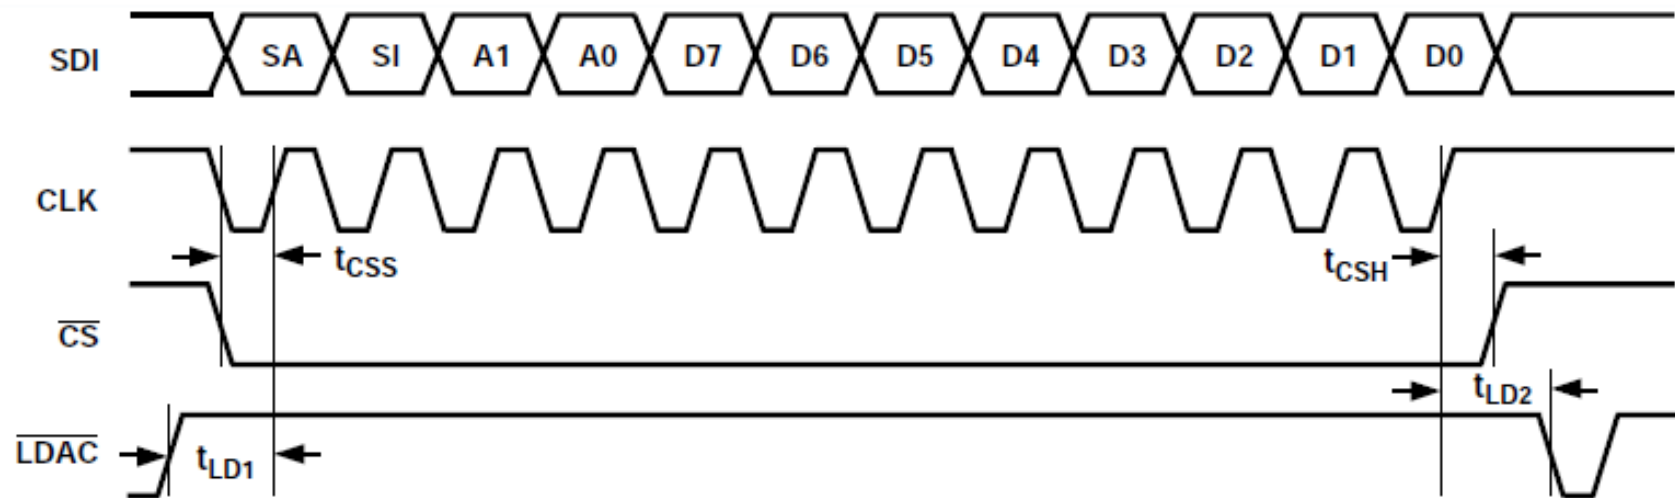 SDI SA SI A1 A0 D7 D6 D5 D4 D3 D2 D1 D0
CLK
tCSS tCSH
CS
tLD2
LDAC tLD1